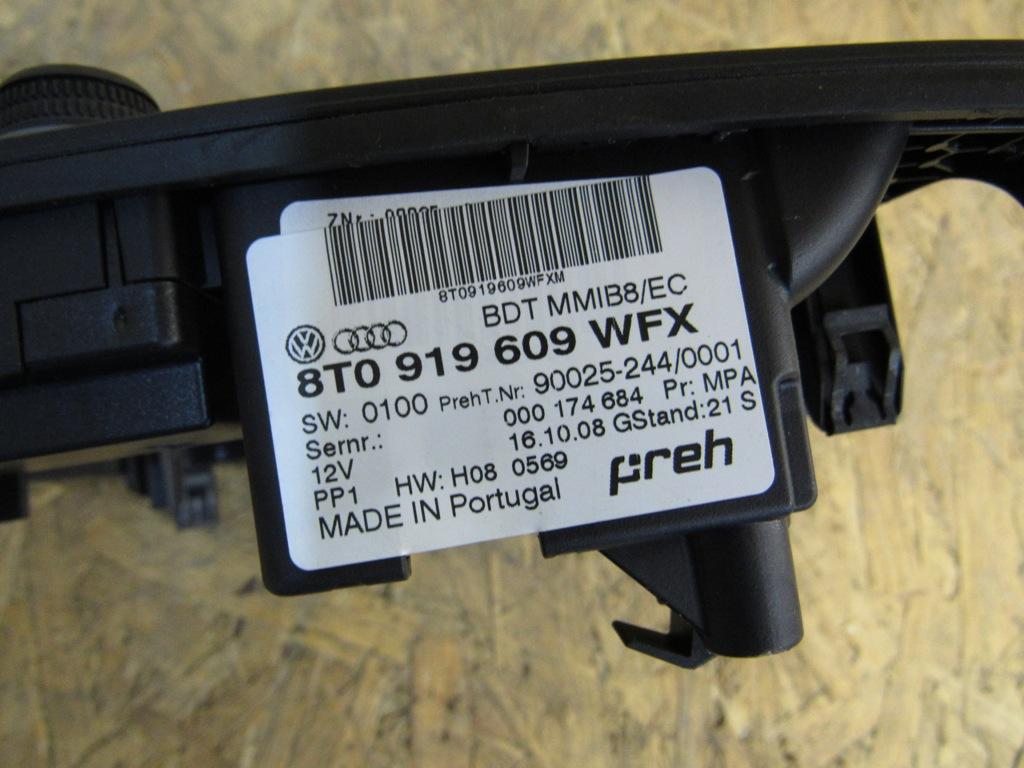 ZNr.:
8T0919609WFXM
BDT MMIB8/EC
8T0 919 609 WFX
SW: 0100 PrehT.Nr: 90025-244/0001
Sernr.: 000 174 684 Pr: MPA
12V 16.10.08 GStand:21 S
PP1 HW: H08 0569
MADE IN Portugal
preh